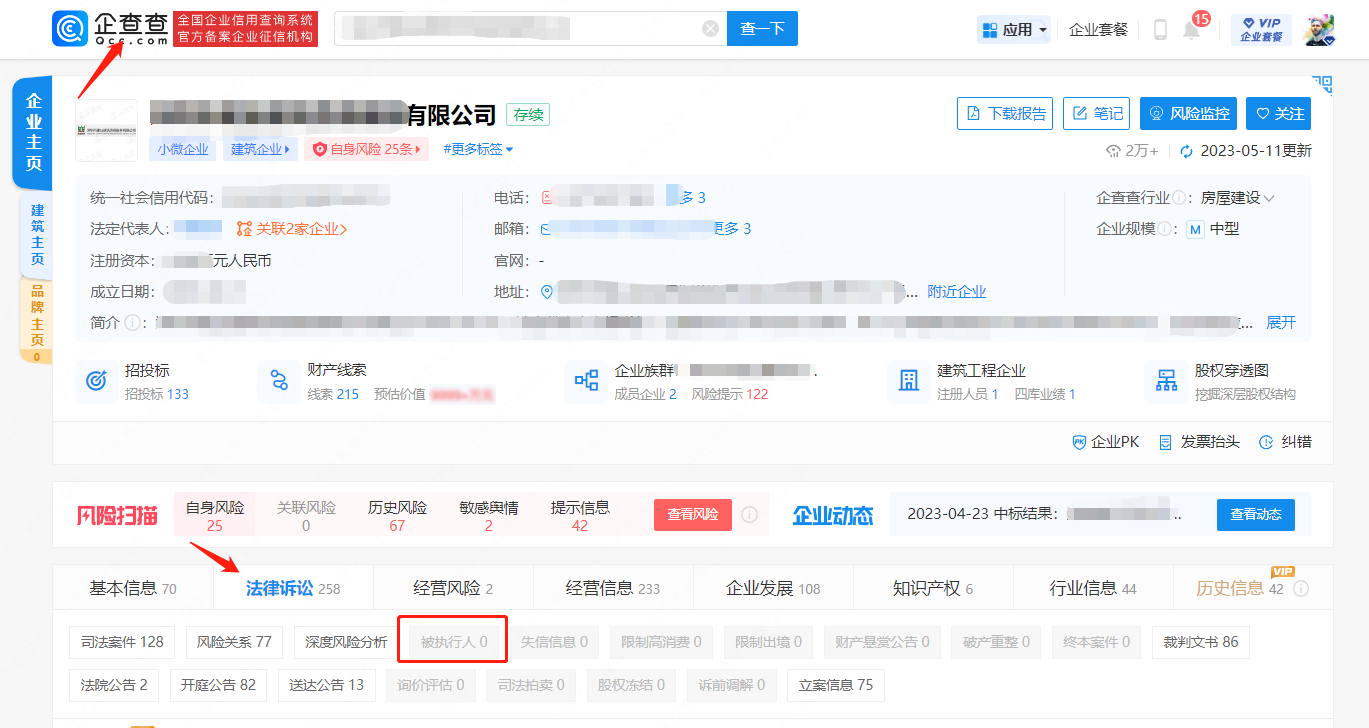 企查查
Qcc.com
全国企业信用查询系统
官方备案企业征信机构
查一下
应用
企业套餐
15
VIP
企业套餐
企业主页
建筑主页
品牌主页
0
有限公司
存续
小微企业
建筑企业
自身风险 25条
#更多标签
下载报告
笔记
风险监控
关注
2万+
2023-05-11更新
统一社会信用代码：
电话：
多 3
企查查行业
：
房屋建设
法定代表人：
关联2家企业>
邮箱：
更多 3
企业规模
：
M 中型
注册资本：
元人民币
官网： -
成立日期：
地址：
... 附近企业
简介
：
... 展开
招投标
招投标 133
财产线索
线索 215 预估价值
企业族群
成员企业 2 风险提示 122
建筑工程企业
注册人员 1 四库业绩 1
股权穿透图
挖掘深层股权结构
企业PK
发票抬头
纠错
风险扫描
自身风险
25
关联风险
0
历史风险
67
敏感舆情
2
提示信息
42
查看风险
企业动态
2023-04-23 中标结果：
..
查看动态
基本信息 70
法律诉讼 258
经营风险 2
经营信息 233
企业发展 108
知识产权 6
行业信息 44
历史信息 42
VIP
司法案件 128
风险关系 77
深度风险分析
被执行人 0
失信信息 0
限制高消费 0
限制出境 0
财产悬赏公告 0
破产重整 0
终本案件 0
裁判文书 86
法院公告 2
开庭公告 82
送达公告 13
询价评估 0
司法拍卖 0
股权冻结 0
诉前调解 0
立案信息 75